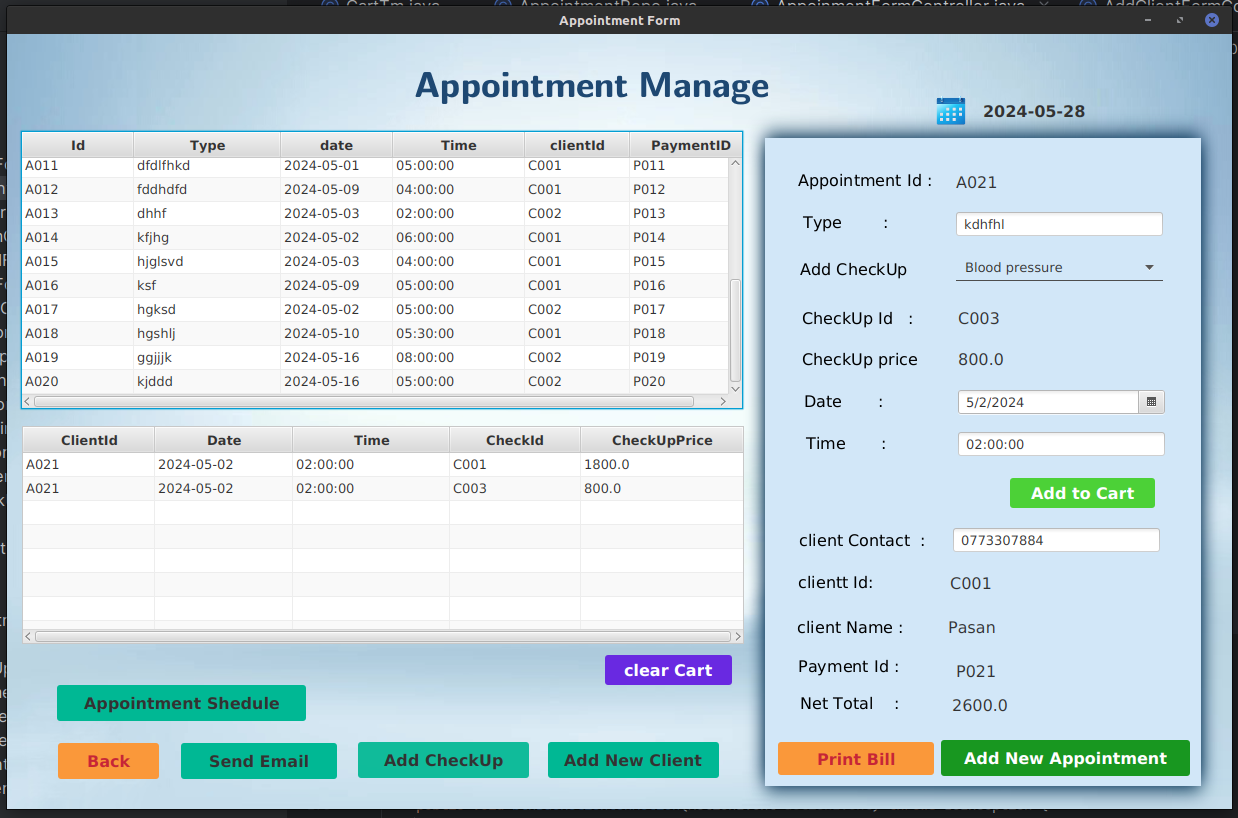 CartTm.java AppointmentRepo.java AppoinmentFormController.java AddClientFormCo
Appointment Form
Appointment Manage
2024-05-28
Id Type date Time clientId PaymentID
A011 dfdlfhkd 2024-05-01 05:00:00 C001 P011
A012 fddhdfd 2024-05-09 04:00:00 C001 P012
A013 dhhf 2024-05-03 02:00:00 C002 P013
A014 kfjhg 2024-05-02 06:00:00 C001 P014
A015 hjglsvd 2024-05-03 04:00:00 C001 P015
A016 ksf 2024-05-09 05:00:00 C001 P016
A017 hgksd 2024-05-02 05:00:00 C002 P017
A018 hgshlj 2024-05-10 05:30:00 C001 P018
A019 ggjjjk 2024-05-16 08:00:00 C002 P019
A020 kjddd 2024-05-16 05:00:00 C002 P020
ClientId Date Time CheckId CheckUpPrice
A021 2024-05-02 02:00:00 C001 1800.0
A021 2024-05-02 02:00:00 C003 800.0
clear Cart
Appointment Shedule
Back Send Email Add CheckUp Add New Client
Appointment Id : A021
Type : kdhfhl
Add CheckUp Blood pressure
CheckUp Id : C003
CheckUp price 800.0
Date : 5/2/2024
Time : 02:00:00
Add to Cart
client Contact : 0773307884
clientt Id: C001
client Name : Pasan
Payment Id : P021
Net Total : 2600.0
Print Bill Add New Appointment